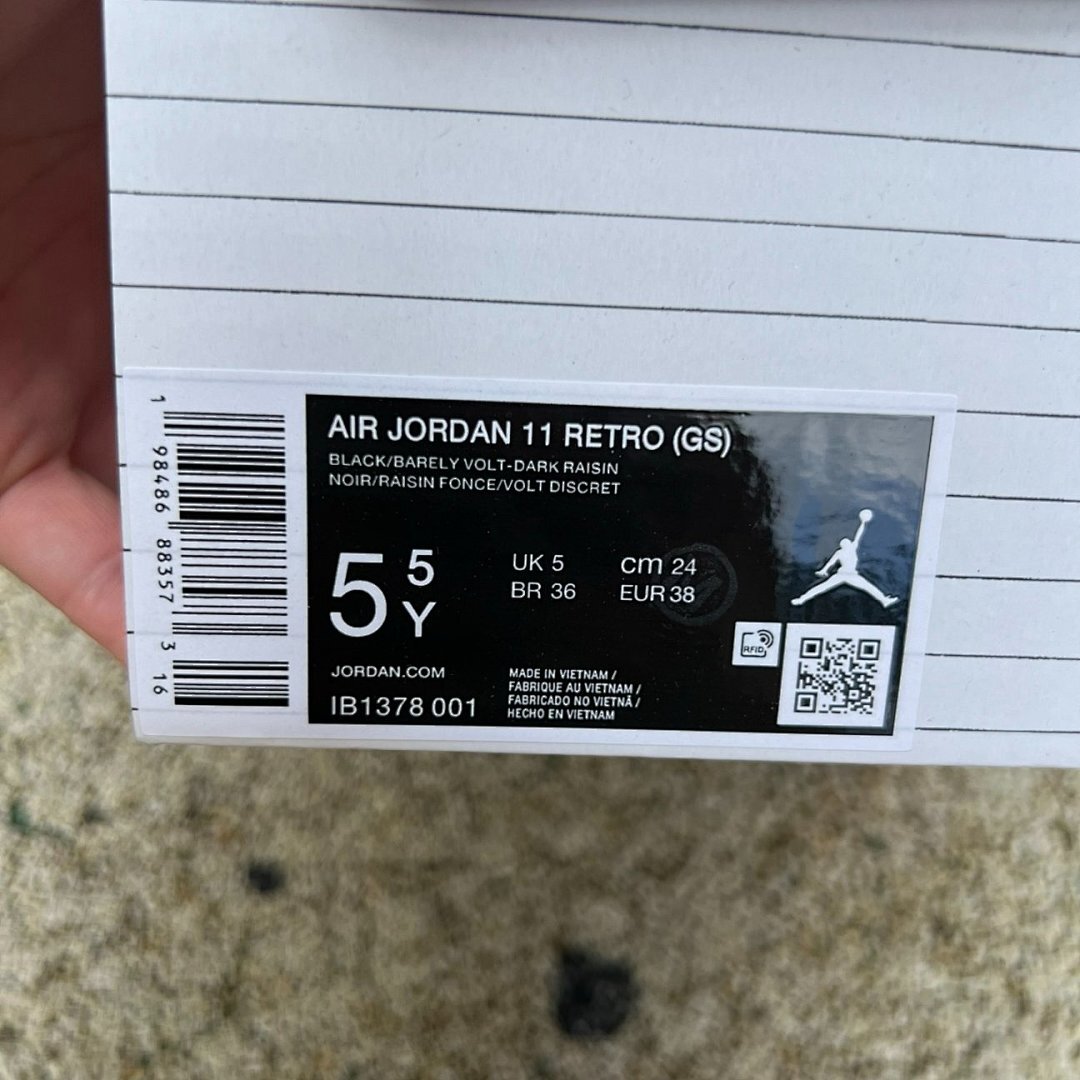 AIR JORDAN 11 RETRO (GS)
BLACK/BARELY VOLT-DARK RAISIN
NOIR/RAISIN FONCE/VOLT DISCRET
5 5Y
UK 5 cm 24
BR 36 EUR 38
JORDAN.COM
IB1378 001
MADE IN VIETNAM /
FABRIQUE AU VIETNAM /
FABRICADO NO VIETNÃ /
HECHO EN VIETNAM
RFID
1 98486 88357 3 16